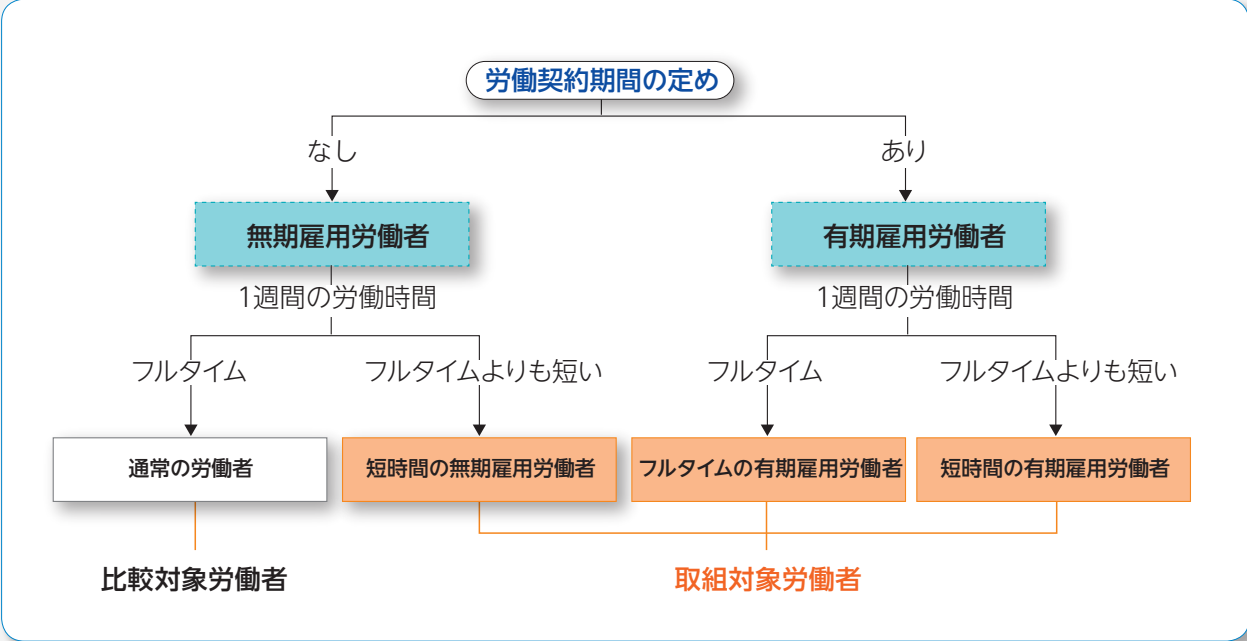 労働契約期間の定め
なし
あり
無期雇用労働者
有期雇用労働者
1週間の労働時間
1週間の労働時間
フルタイム
フルタイムよりも短い
フルタイム
フルタイムよりも短い
通常の労働者
短時間の無期雇用労働者
フルタイムの有期雇用労働者
短時間の有期雇用労働者
比較対象労働者
取組対象労働者